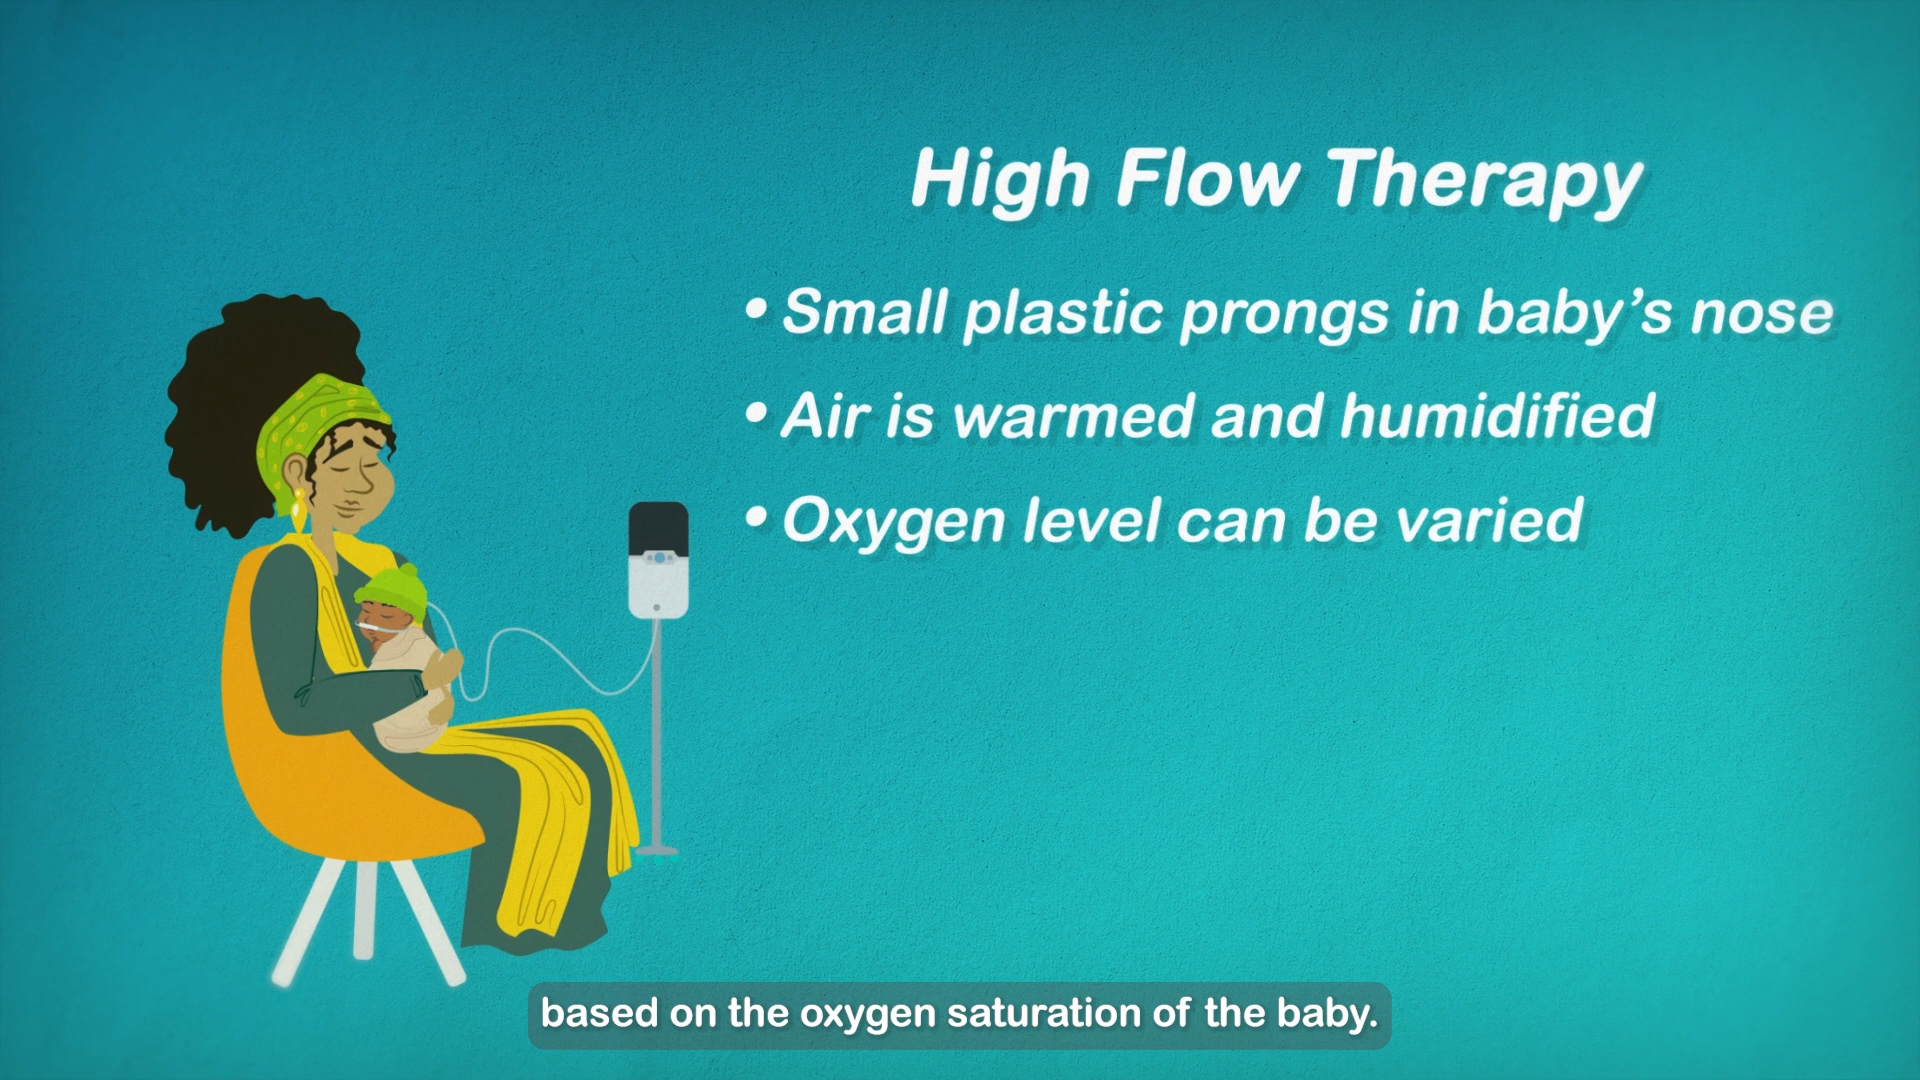 High Flow Therapy
• Small plastic prongs in baby’s nose
• Air is warmed and humidified
• Oxygen level can be varied
based on the oxygen saturation of the baby.